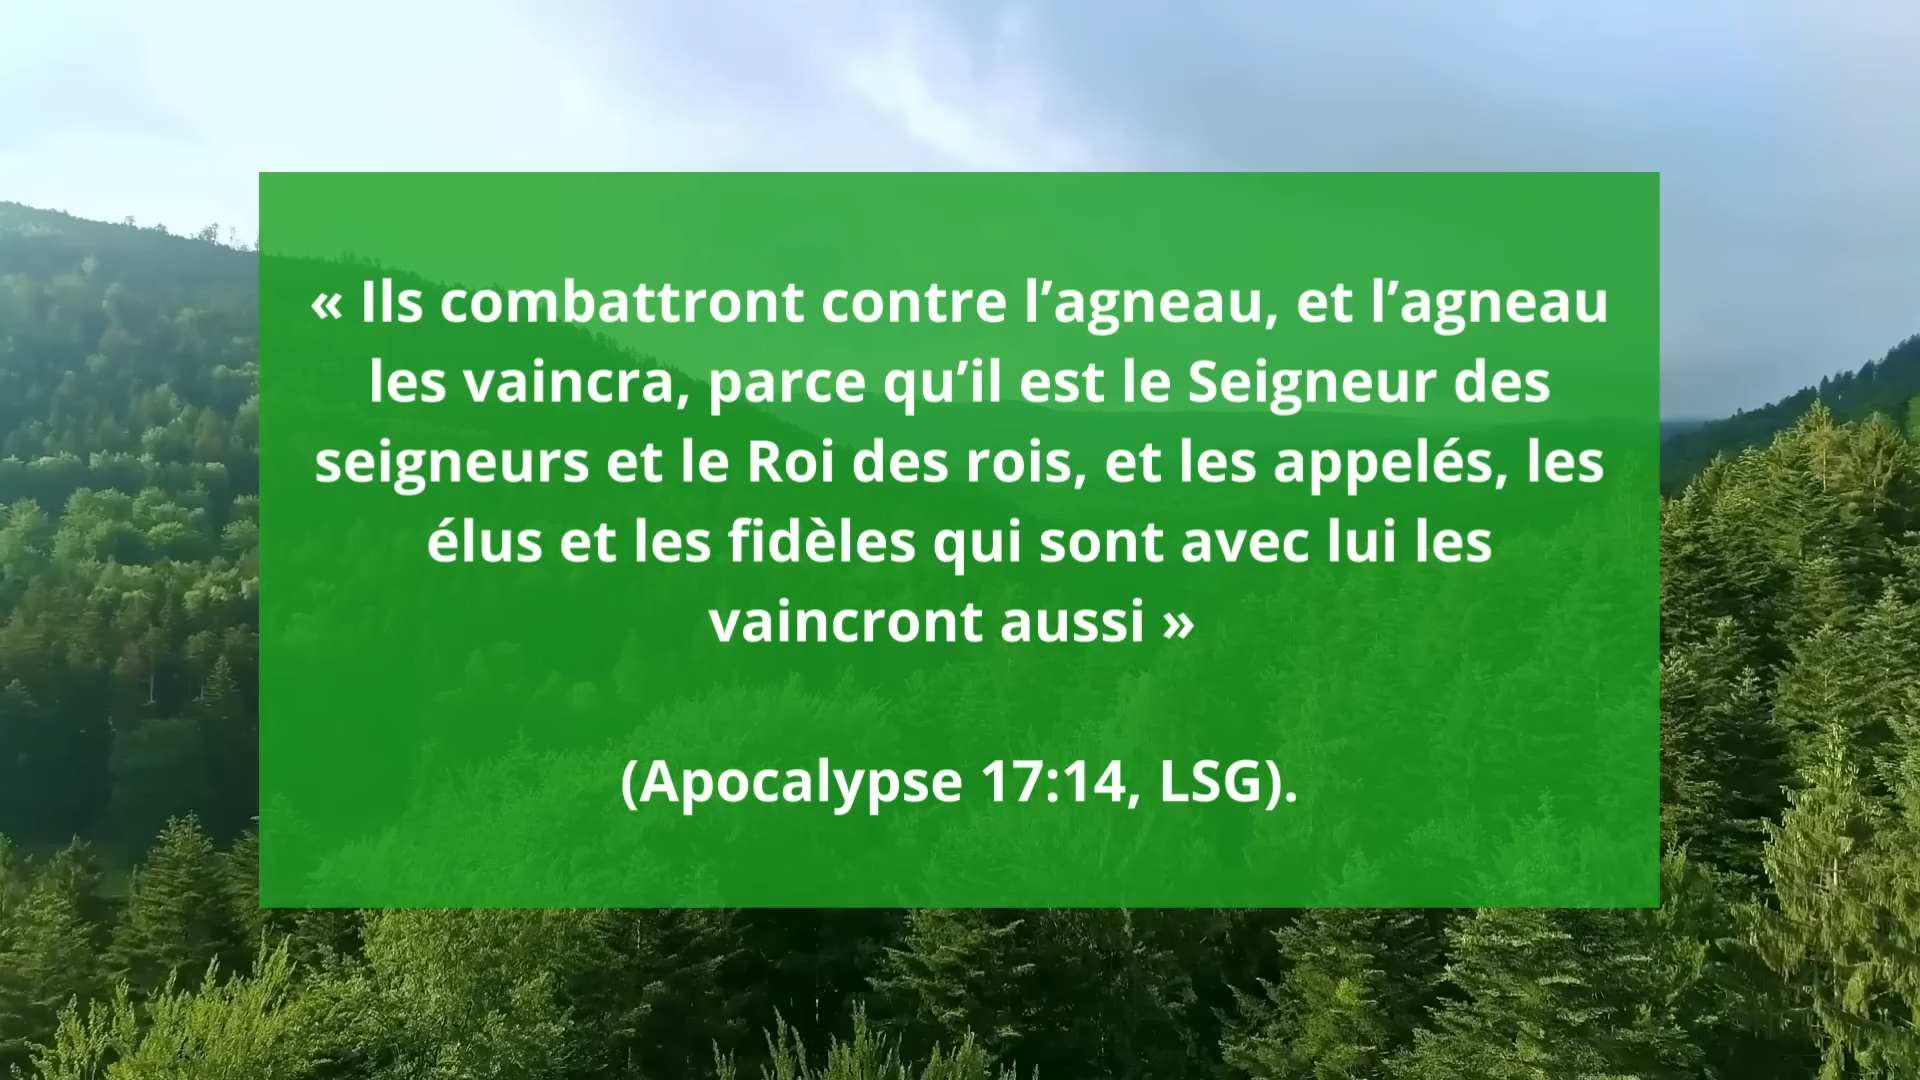 « Ils combattront contre l’agneau, et l’agneau
les vaincra, parce qu’il est le Seigneur des
seigneurs et le Roi des rois, et les appelés, les
élus et les fidèles qui sont avec lui les
vaincront aussi »
(Apocalypse 17:14, LSG).